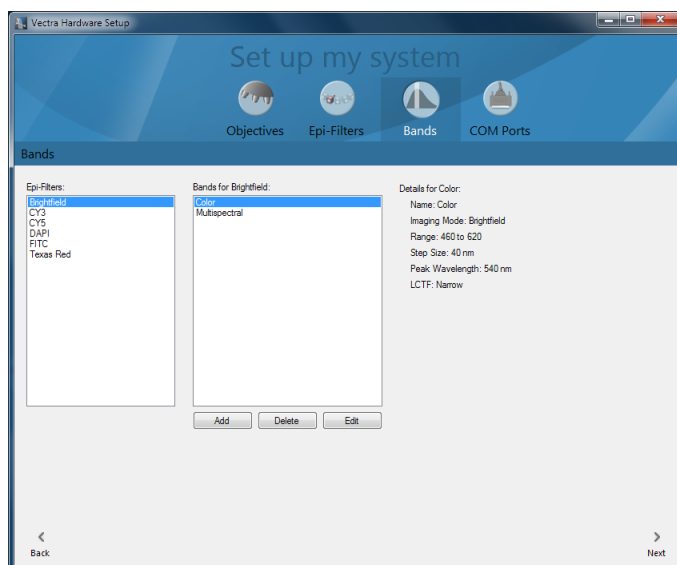 Vectra Hardware Setup
Set up my system
Objectives Epi-Filters Bands COM Ports
Bands
Epi-Filters:
Brightfield
CY3
CY5
DAPI
FITC
Texas Red
Bands for Brightfield:
Color
Multispectral
Add Delete Edit
Details for Color:
Name: Color
Imaging Mode: Brightfield
Range: 460 to 620
Step Size: 40 nm
Peak Wavelength: 540 nm
LCTF: Narrow
Back Next